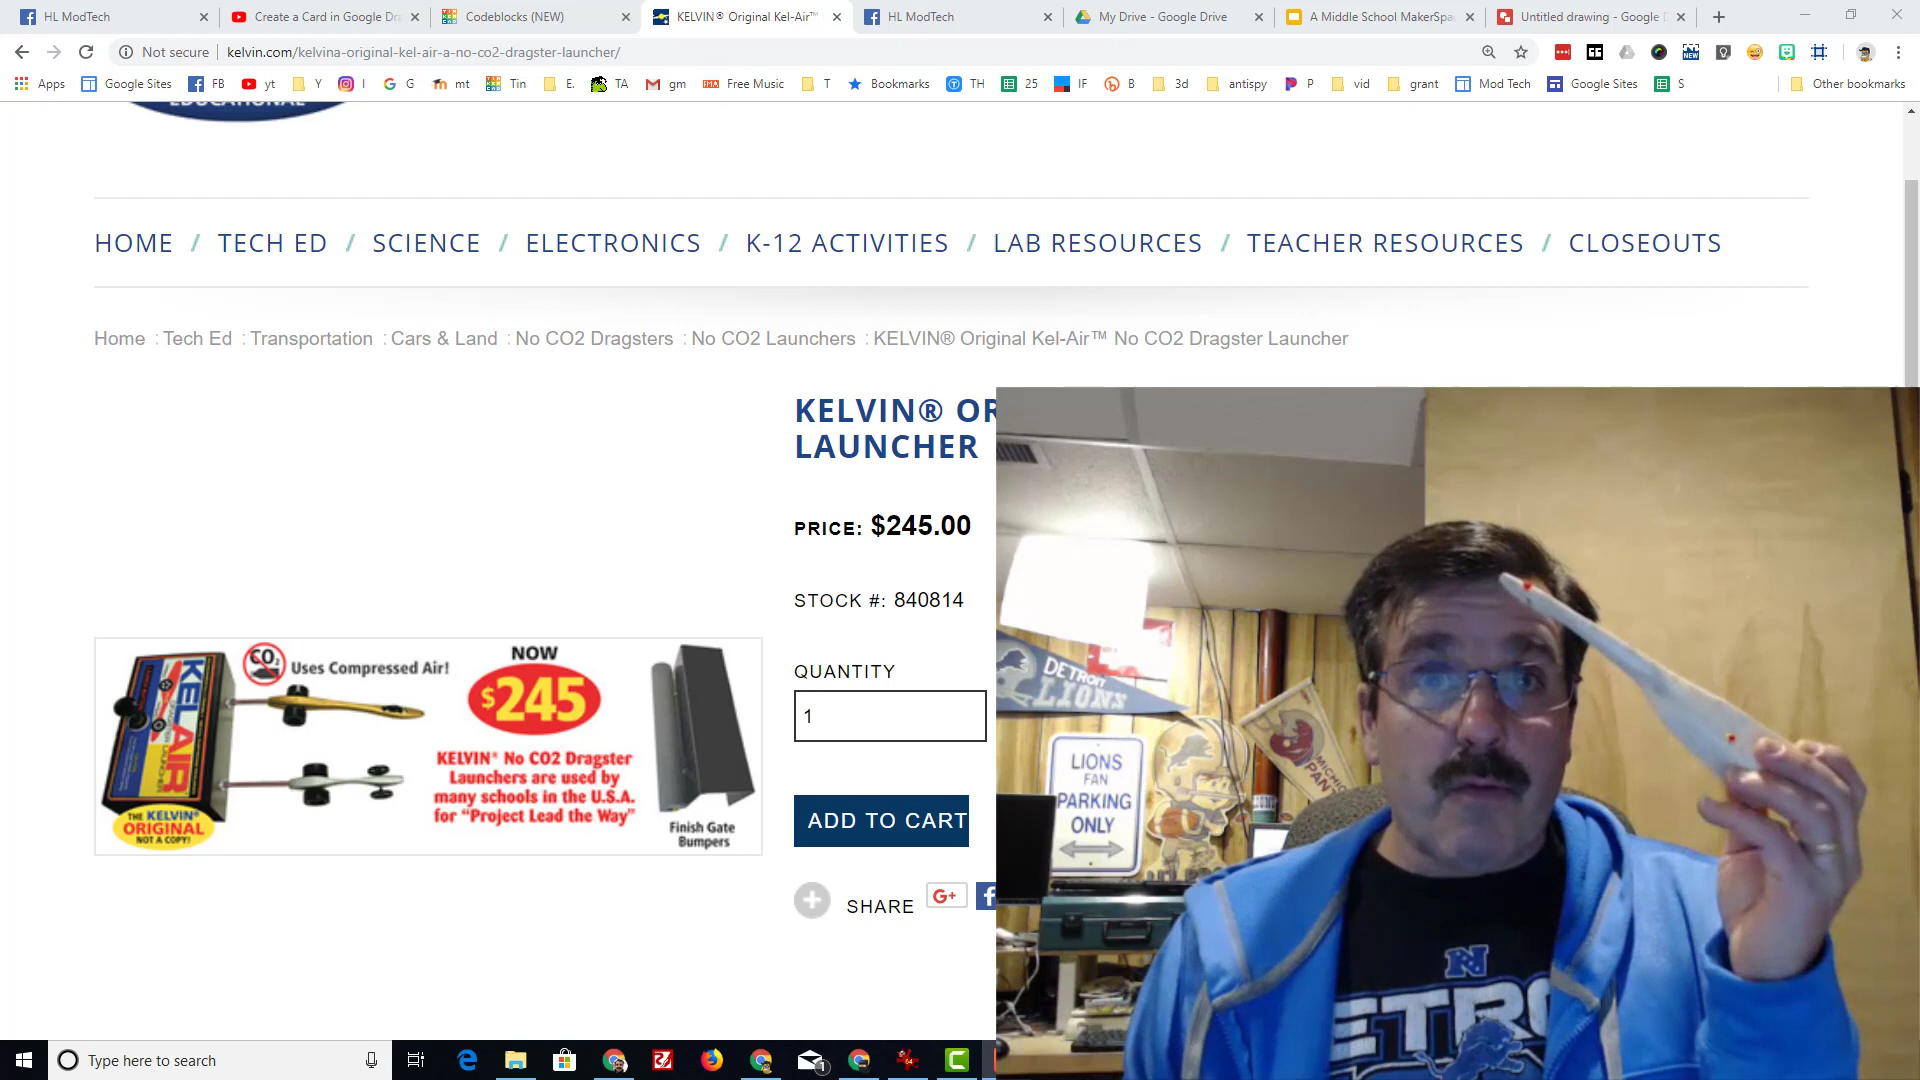 HL ModTech
Create a Card in Google Dra
Codeblocks (NEW)
KELVIN® Original Kel-Air™
HL ModTech
My Drive - Google Drive
A Middle School MakerSpa
Untitled drawing - Google D
Not secure
kelvin.com/kelvina-original-kel-air-a-no-co2-dragster-launcher/
Apps
Google Sites
FB
yt
Y
I
G
mt
Tin
E.
TA
gm
Free Music
T
Bookmarks
TH
25
IF
B
3d
antispy
P
vid
grant
Mod Tech
Google Sites
S
Other bookmarks
EDUCATIONAL
HOME / TECH ED / SCIENCE / ELECTRONICS / K-12 ACTIVITIES / LAB RESOURCES / TEACHER RESOURCES / CLOSEOUTS
Home : Tech Ed : Transportation : Cars & Land : No CO2 Dragsters : No CO2 Launchers : KELVIN® Original Kel-Air™ No CO2 Dragster Launcher
KELVIN® OR
LAUNCHER
PRICE: $245.00
STOCK #: 840814
QUANTITY
1
ADD TO CART
SHARE
G+
KELAIR
THE KELVIN®
ORIGINAL
NOT A COPY!
CO2
Uses Compressed Air!
NOW
$245
KELVIN® No CO2 Dragster
Launchers are used by
many schools in the U.S.A.
for "Project Lead the Way"
Finish Gate
Bumpers
DETROIT
LIONS
LIONS
FAN
PARKING
ONLY
MICHIGAN
PAN
ETRO
Type here to search